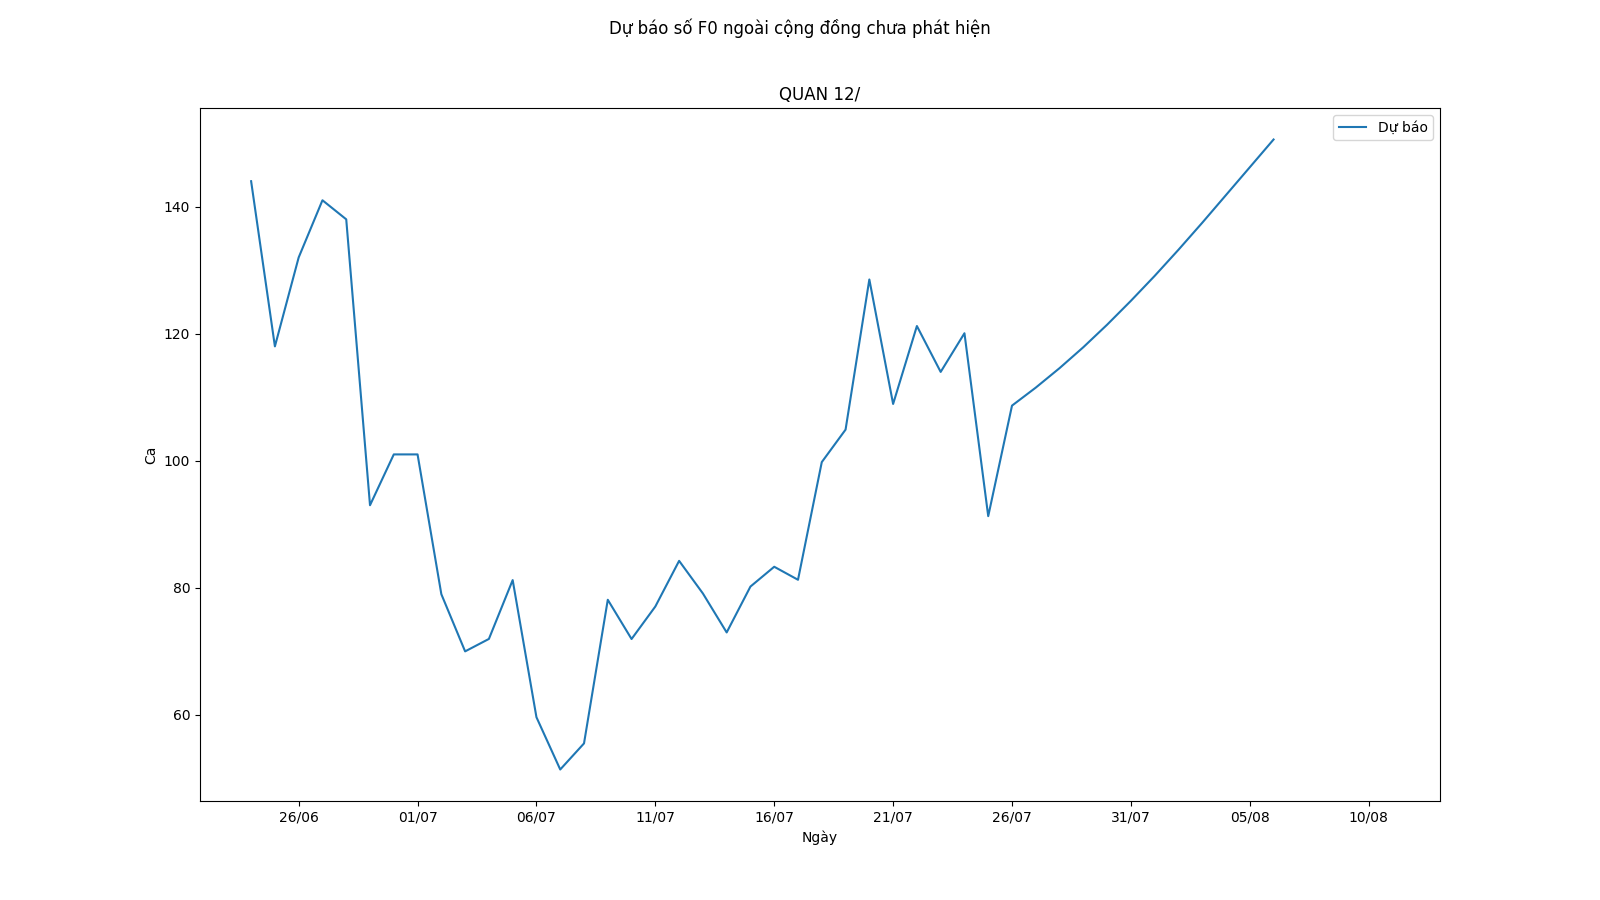 Dự báo số F0 ngoài cộng đồng chưa phát hiện
QUAN 12/
Dự báo
140
120
100
80
60
Ca
26/06 01/07 06/07 11/07 16/07 21/07 26/07 31/07 05/08 10/08
Ngày